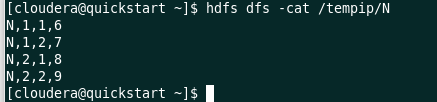 [cloudera@quickstart ~]$ hdfs dfs -cat /tempip/N
N,1,1,6
N,1,2,7
N,2,1,8
N,2,2,9
[cloudera@quickstart ~]$